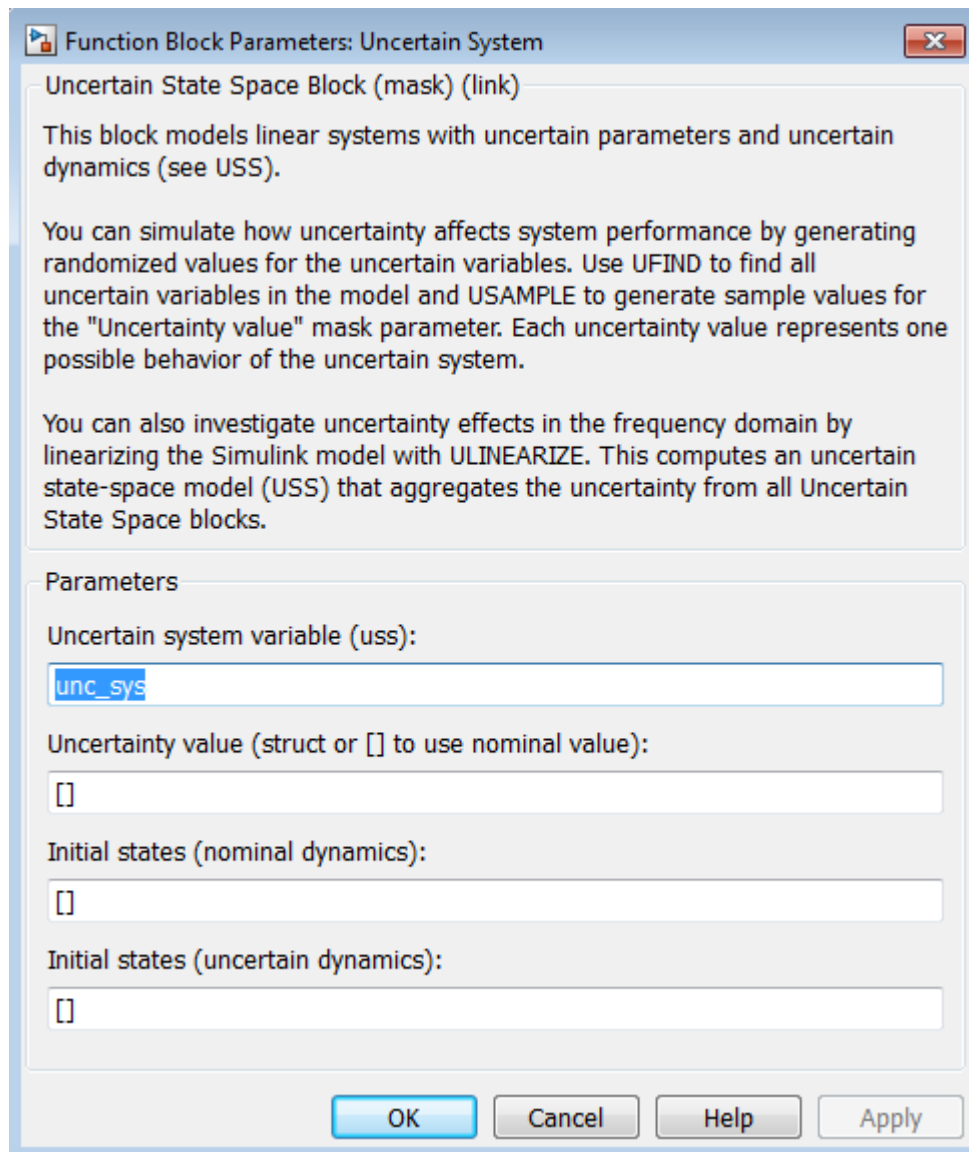 Function Block Parameters: Uncertain System
Uncertain State Space Block (mask) (link)
This block models linear systems with uncertain parameters and uncertain
dynamics (see USS).
You can simulate how uncertainty affects system performance by generating
randomized values for the uncertain variables. Use UFIND to find all
uncertain variables in the model and USAMPLE to generate sample values for
the "Uncertainty value" mask parameter. Each uncertainty value represents one
possible behavior of the uncertain system.
You can also investigate uncertainty effects in the frequency domain by
linearizing the Simulink model with ULINEARIZE. This computes an uncertain
state-space model (USS) that aggregates the uncertainty from all Uncertain
State Space blocks.
Parameters
Uncertain system variable (uss):
unc_sys
Uncertainty value (struct or [] to use nominal value):
[]
Initial states (nominal dynamics):
[]
Initial states (uncertain dynamics):
[]
OK Cancel Help Apply